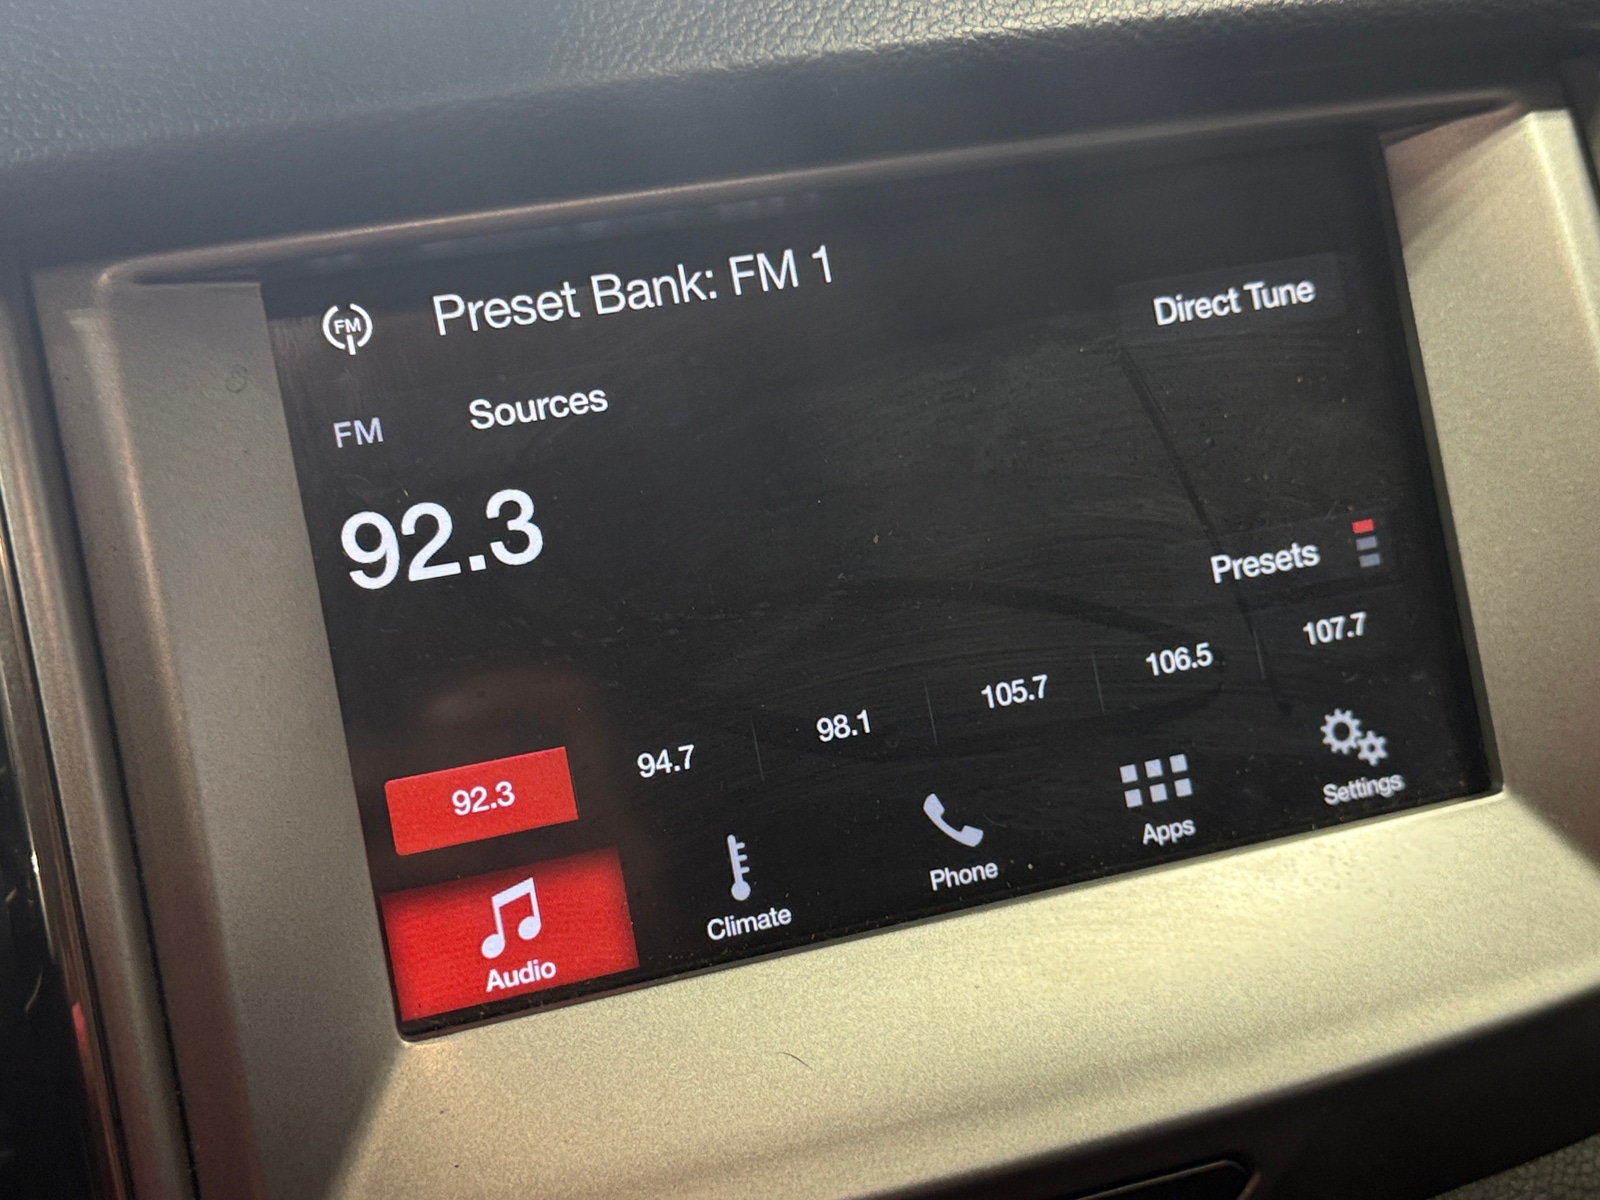 FM
Preset Bank: FM 1
Direct Tune
FM
Sources
92.3
Presets
92.3
94.7
98.1
105.7
106.5
107.7
Audio
Climate
Phone
Apps
Settings